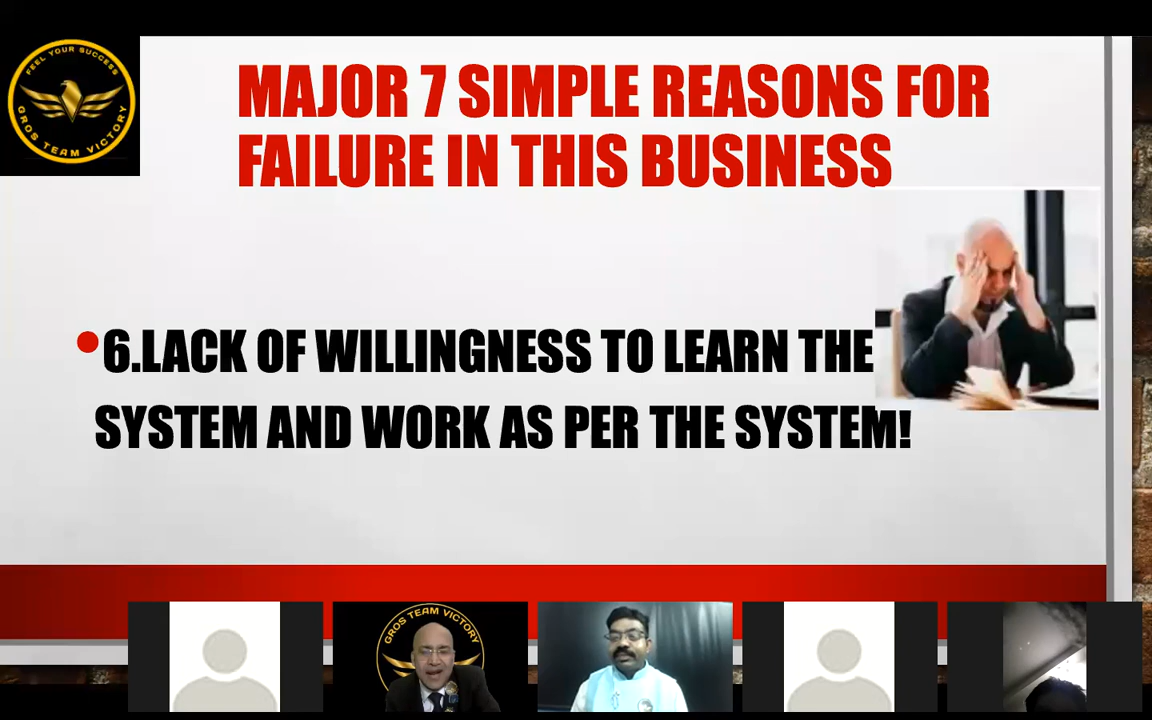 FEEL YOUR SUCCESS
GROS TEAM VICTORY
MAJOR 7 SIMPLE REASONS FOR
FAILURE IN THIS BUSINESS
6.LACK OF WILLINGNESS TO LEARN THE
SYSTEM AND WORK AS PER THE SYSTEM!
GROS TEAM VICTORY